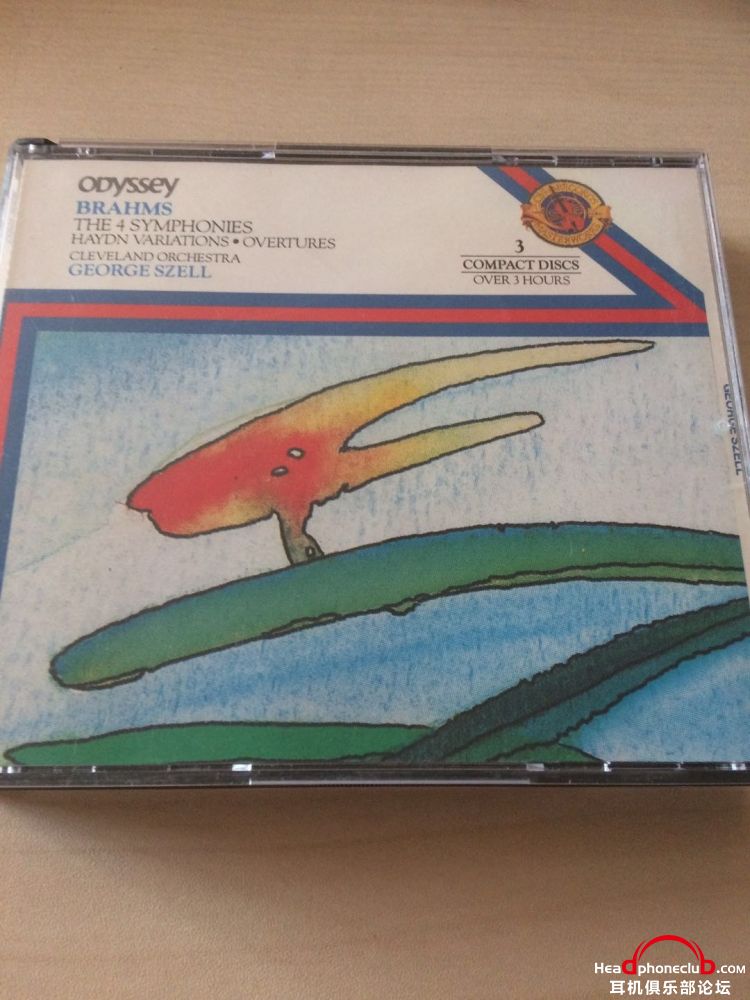 ODYSSEY
BRAHMS
THE 4 SYMPHONIES
HAYDN VARIATIONS • OVERTURES
CLEVELAND ORCHESTRA
GEORGE SZELL
3
COMPACT DISCS
OVER 3 HOURS
GEORGE SZELL
HeadphonecluD.com
耳机俱乐部论坛